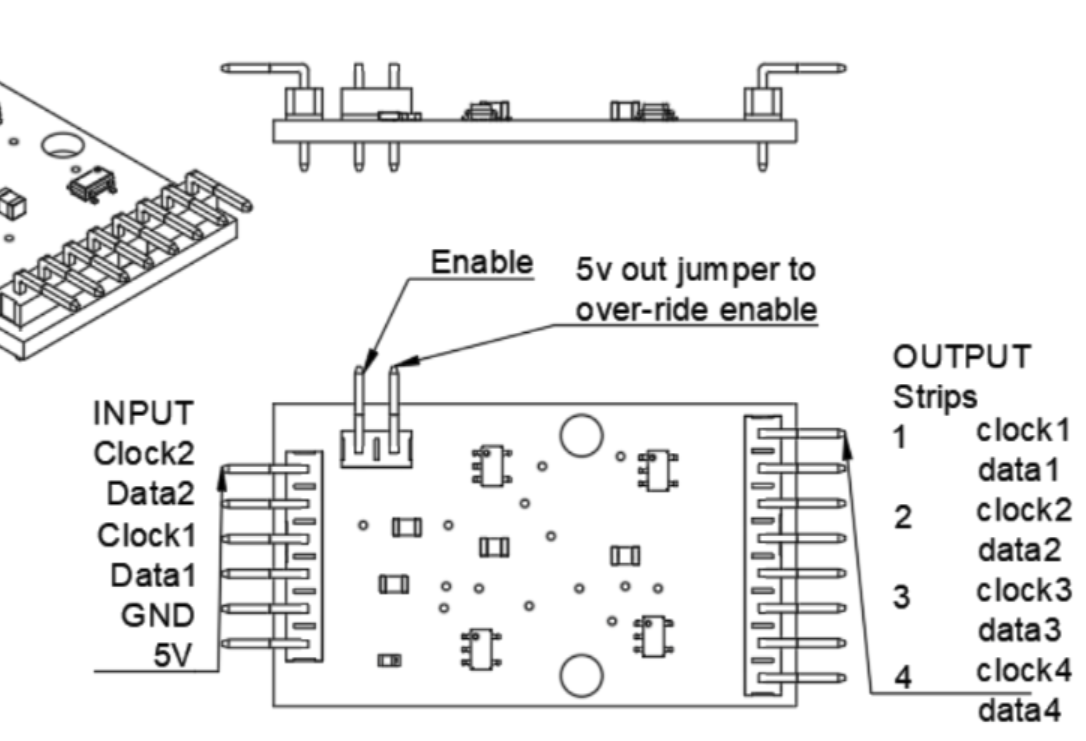 Enable
5v out jumper to
over-ride enable
INPUT
Clock2
Data2
Clock1
Data1
GND
5V
OUTPUT
Strips
1 clock1
data1
2 clock2
data2
3 clock3
data3
4 clock4
data4